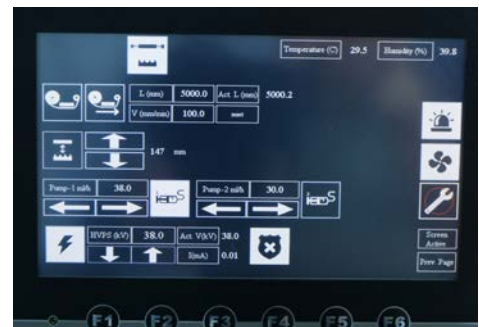 Temperature (C) 29.5 Humidity (%) 39.8
L (mm) 5000.0 Act. L (mm) 5000.2
V (mm/min) 100.0
147 mm
Pump-1 ml/h 38.0 Pump-2 ml/h 30.0
HVPS (kV) 38.0 Act. V(kV) 38.0
I(mA) 0.01
Screen
Active
Prev. Page
F1 F2 F3 F4 F5 F6